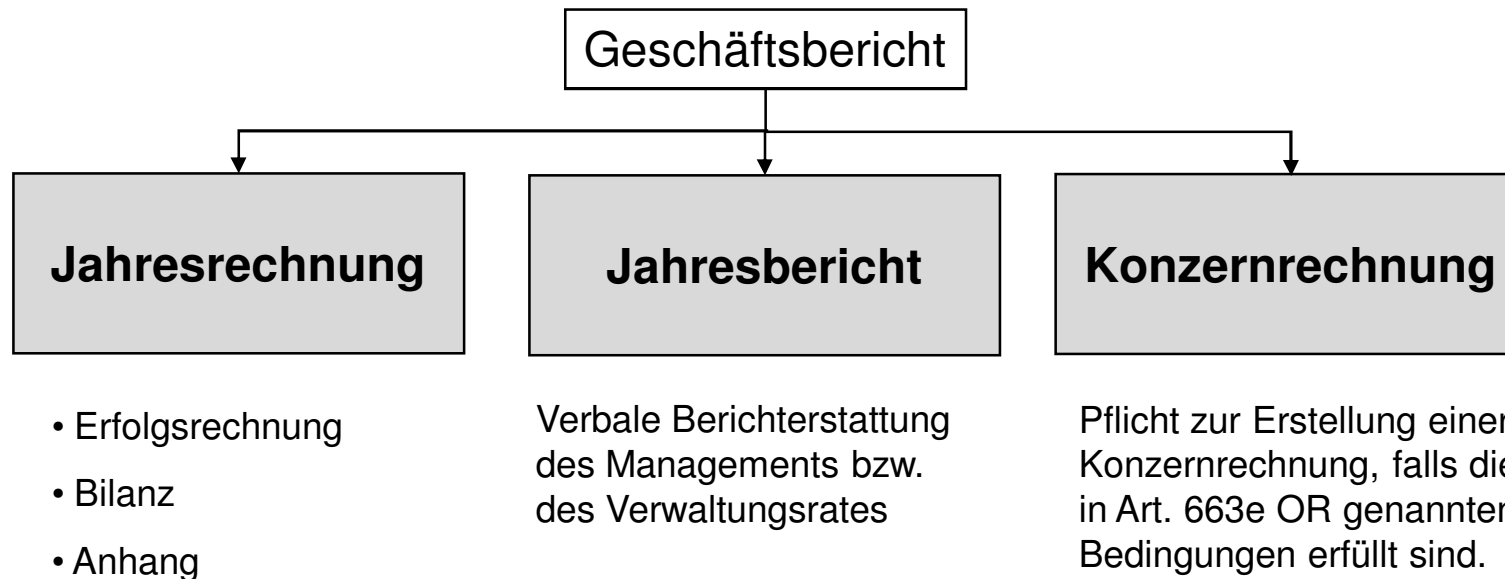 Geschäftsbericht
Jahresrechnung
Jahresbericht
Konzernrechnung
• Erfolgsrechnung
• Bilanz
• Anhang
Verbale Berichterstattung
des Managements bzw.
des Verwaltungsrates
Pflicht zur Erstellung einer
Konzernrechnung, falls die
in Art. 663e OR genannten
Bedingungen erfüllt sind.